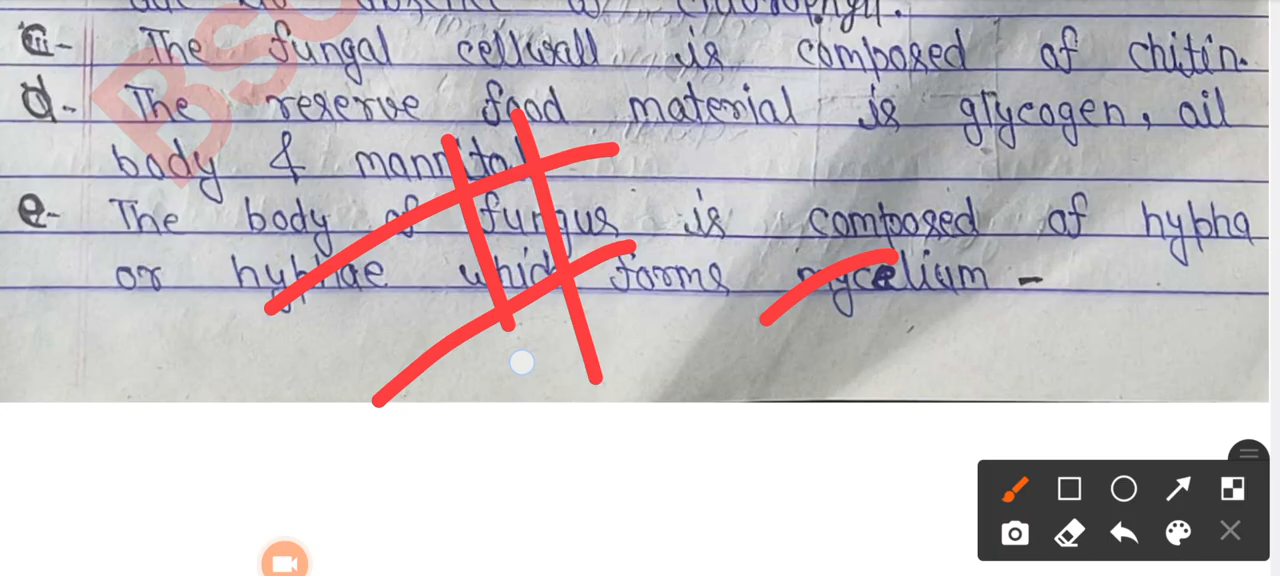 c- The fungal cellwall is composed of chitin.
d- The reserve food material is glycogen, oil
body & mannitol
e- The body of fungus is composed of hypha
or hyphae which forms mycelium -
BSC